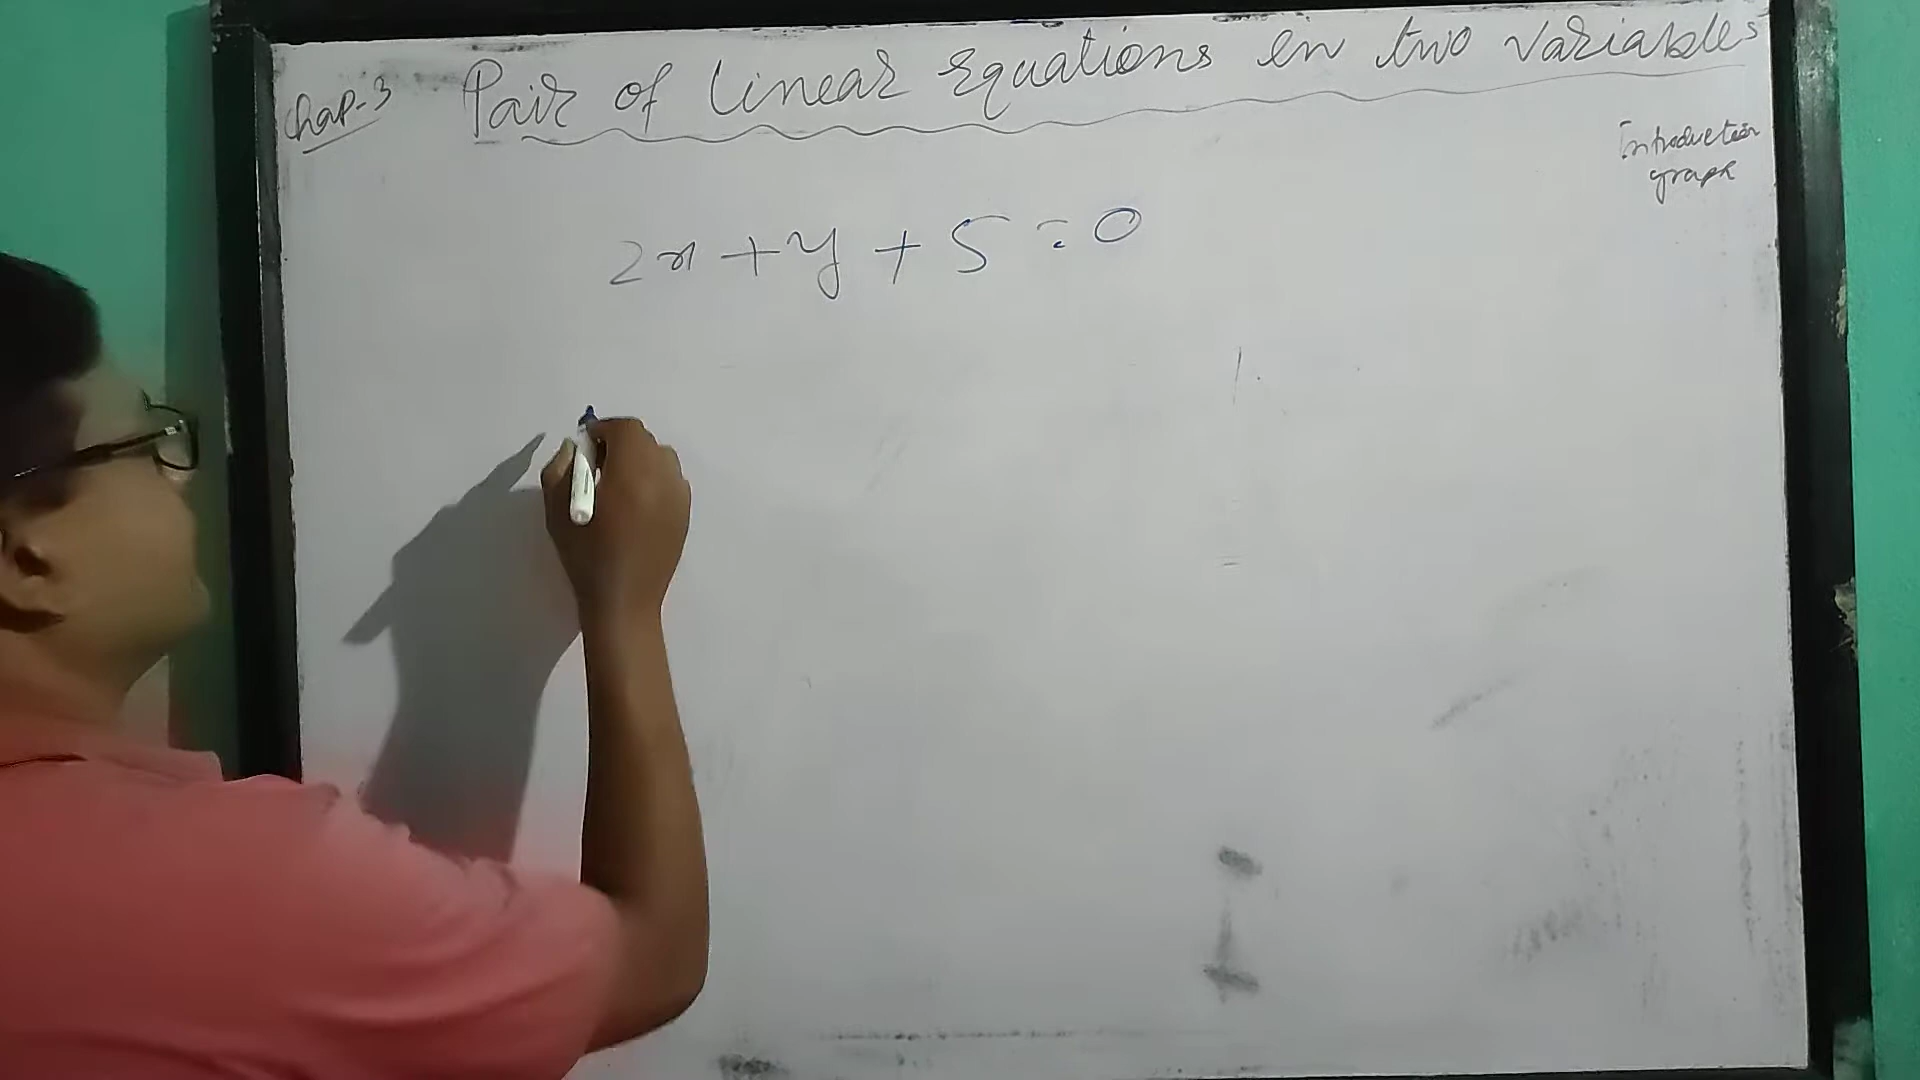 Chap-3 Pair of Linear Equations in two variables
Introduction
graph
2x + y + 5 = 0